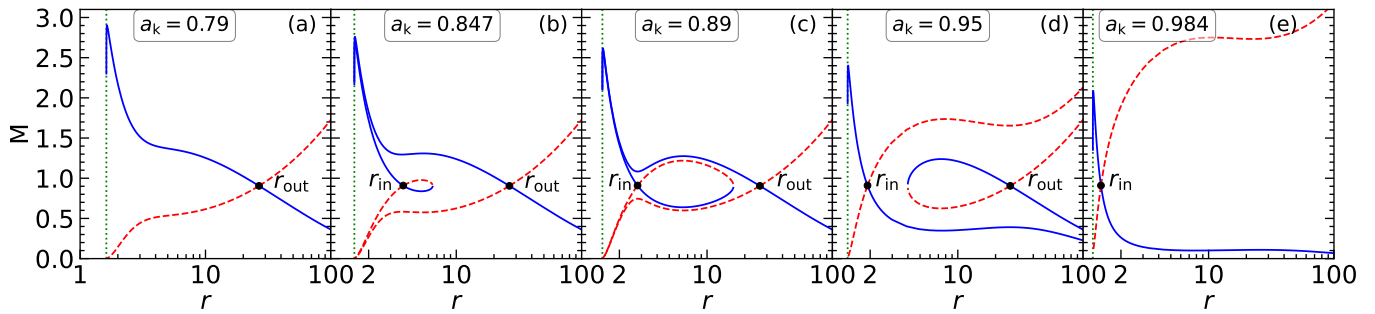 a_k = 0.79 (a)
a_k = 0.847 (b)
a_k = 0.89 (c)
a_k = 0.95 (d)
a_k = 0.984 (e)
M
3.0
2.5
2.0
1.5
1.0
0.5
0.0
r_out
r_in r_out
r_in r_out
r_in r_out
r_in
1 10 100
2 10 100
2 10 100
2 10 100
2 10 100
r r r r r